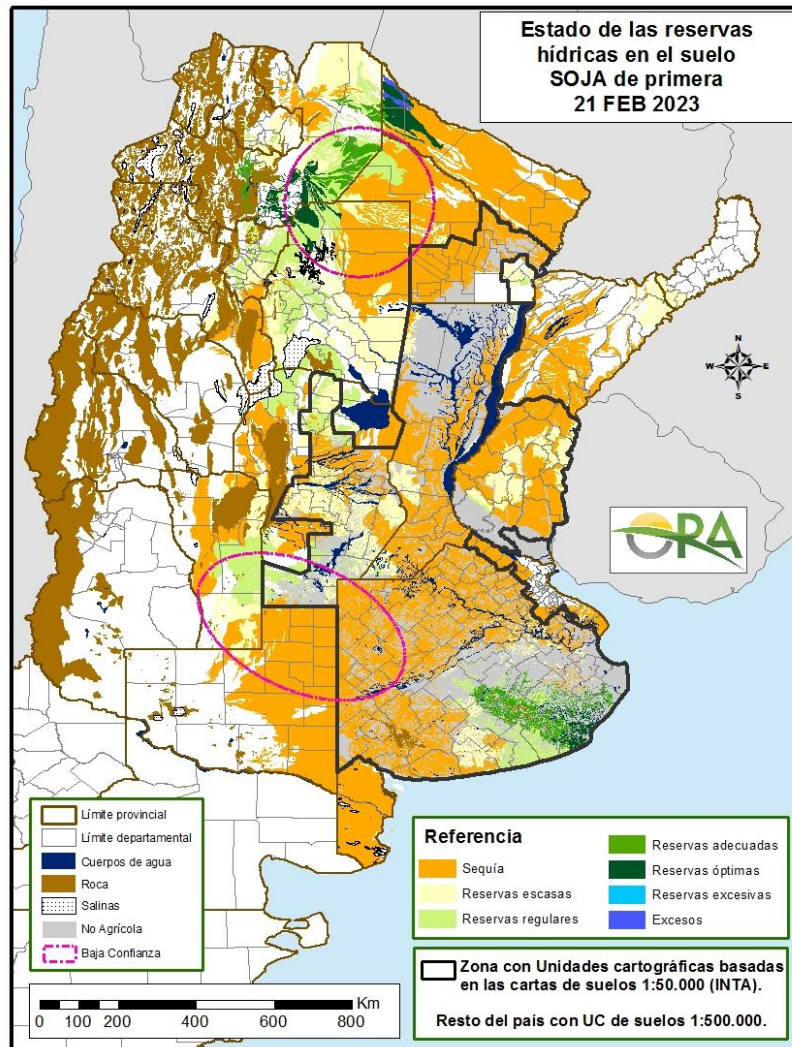 Estado de las reservas
hídricas en el suelo
SOJA de primera
21 FEB 2023
N
W E
S
ORA
Límite provincial
Límite departamental
Cuerpos de agua
Roca
Salinas
No Agrícola
Baja Confianza
Referencia
Sequía
Reservas escasas
Reservas regulares
Reservas adecuadas
Reservas óptimas
Reservas excesivas
Excesos
Zona con Unidades cartográficas basadas
en las cartas de suelos 1:50.000 (INTA).
Resto del país con UC de suelos 1:500.000.
Km
0 100 200 400 600 800